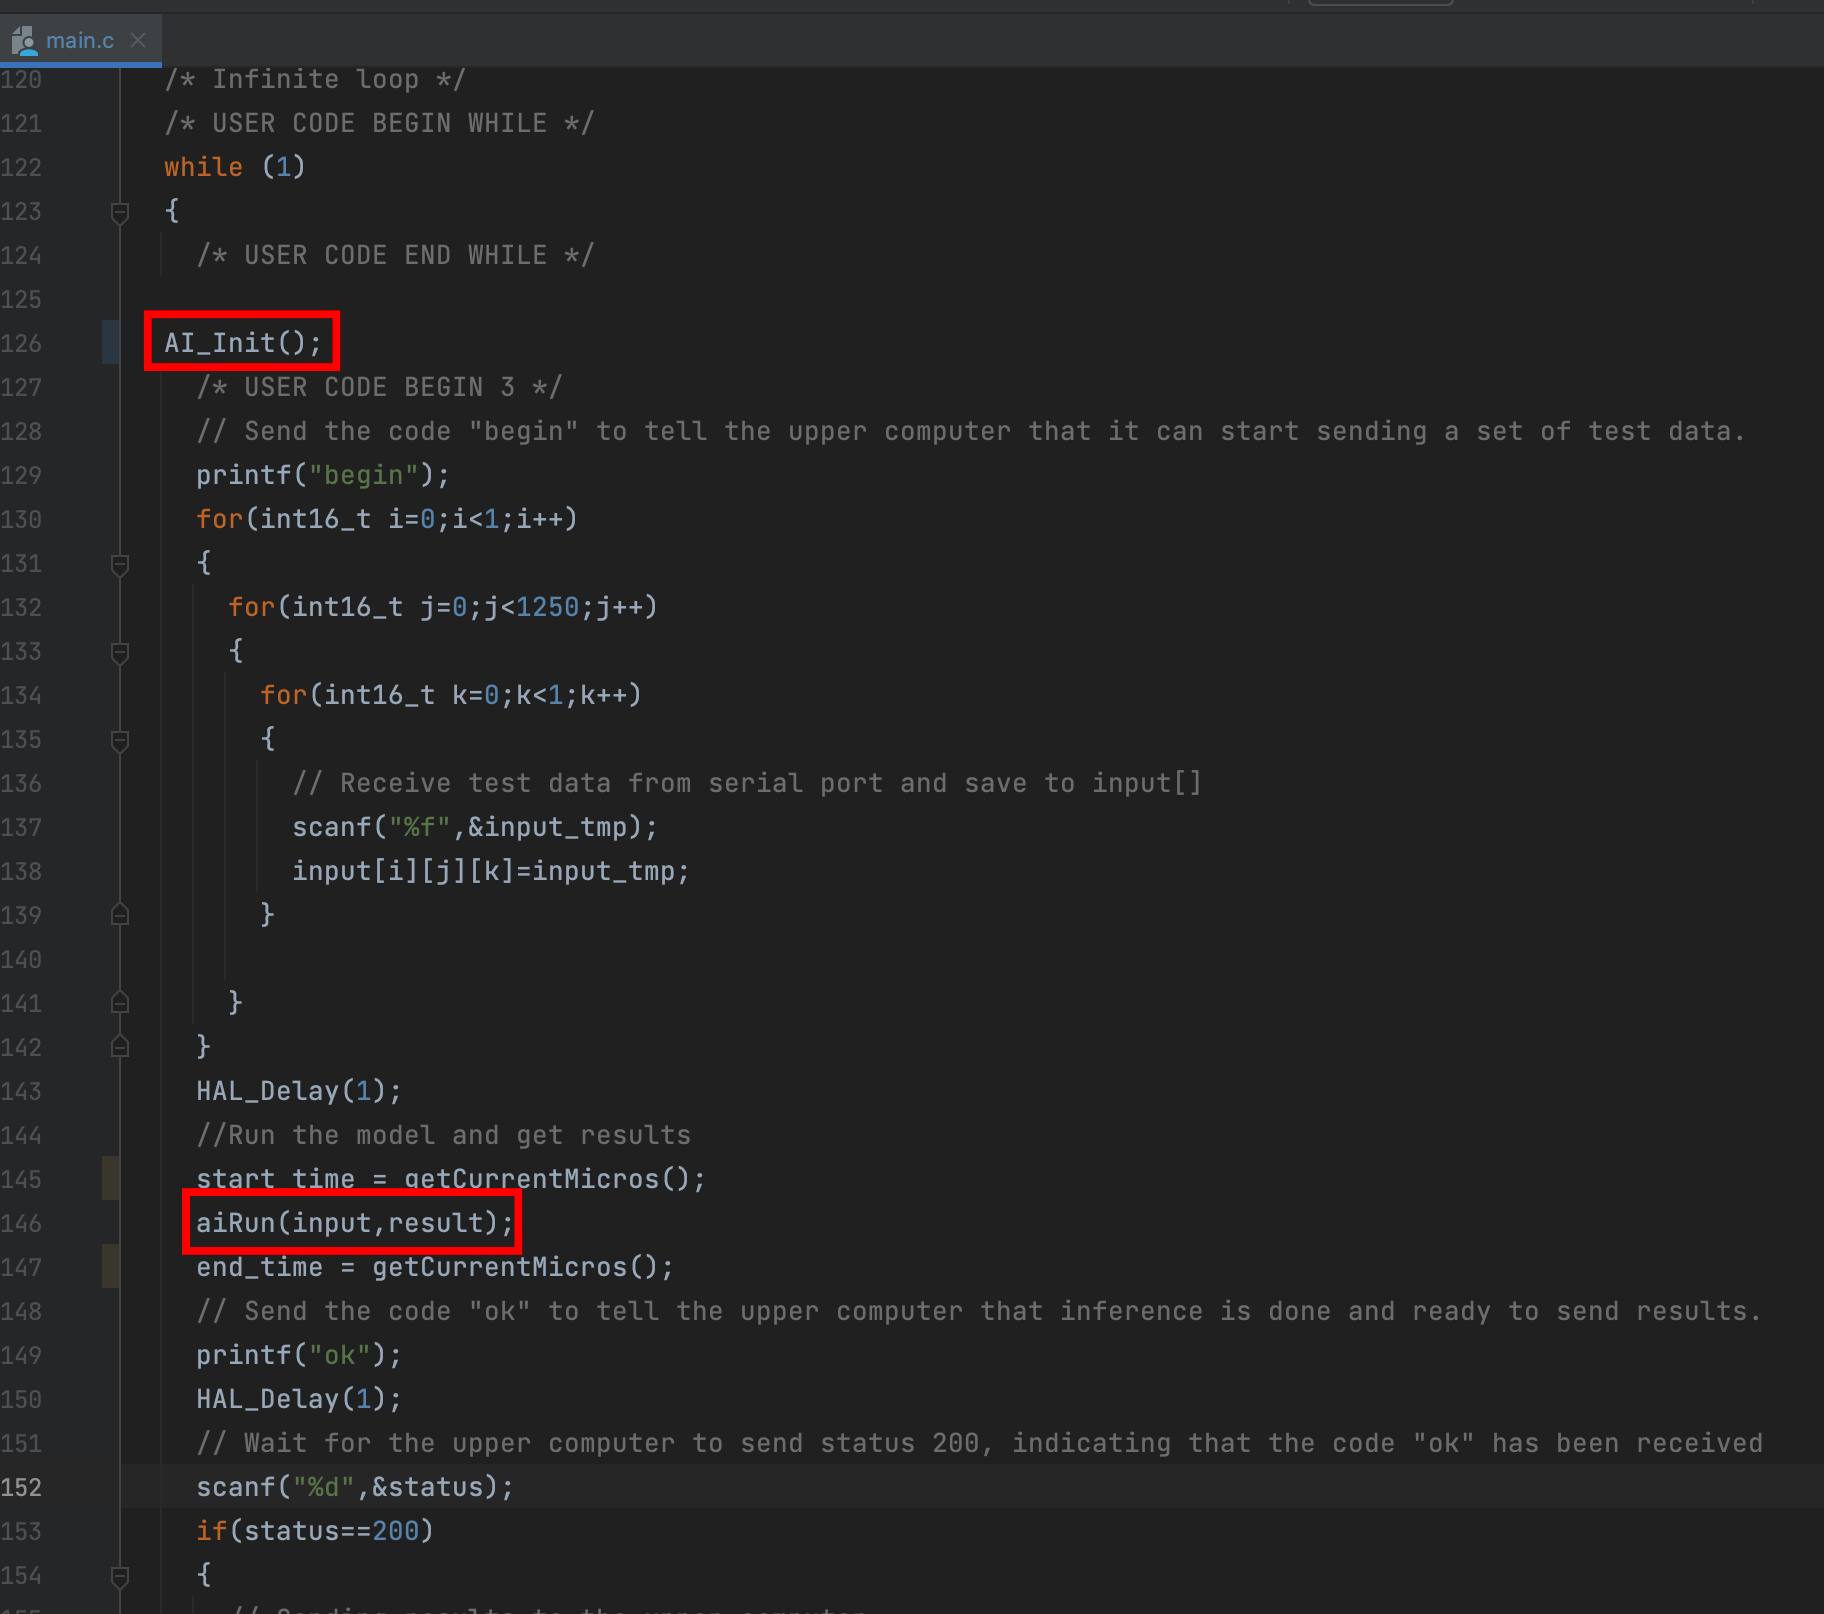 main.c
120 /* Infinite loop */
121 /* USER CODE BEGIN WHILE */
122 while (1)
123 {
124 /* USER CODE END WHILE */
125
126 AI_Init();
127 /* USER CODE BEGIN 3 */
128 // Send the code "begin" to tell the upper computer that it can start sending a set of test data.
129 printf("begin");
130 for(int16_t i=0;i<1;i++)
131 {
132 for(int16_t j=0;j<1250;j++)
133 {
134 for(int16_t k=0;k<1;k++)
135 {
136 // Receive test data from serial port and save to input[]
137 scanf("%f",&input_tmp);
138 input[i][j][k]=input_tmp;
139 }
140
141 }
142 }
143 HAL_Delay(1);
144 //Run the model and get results
145 start_time = getCurrentMicros();
146 aiRun(input,result);
147 end_time = getCurrentMicros();
148 // Send the code "ok" to tell the upper computer that inference is done and ready to send results.
149 printf("ok");
150 HAL_Delay(1);
151 // Wait for the upper computer to send status 200, indicating that the code "ok" has been received
152 scanf("%d",&status);
153 if(status==200)
154 {